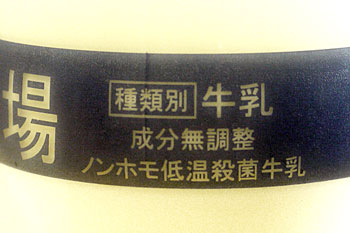 場
種類別 牛乳
成分無調整
ノンホモ低温殺菌牛乳